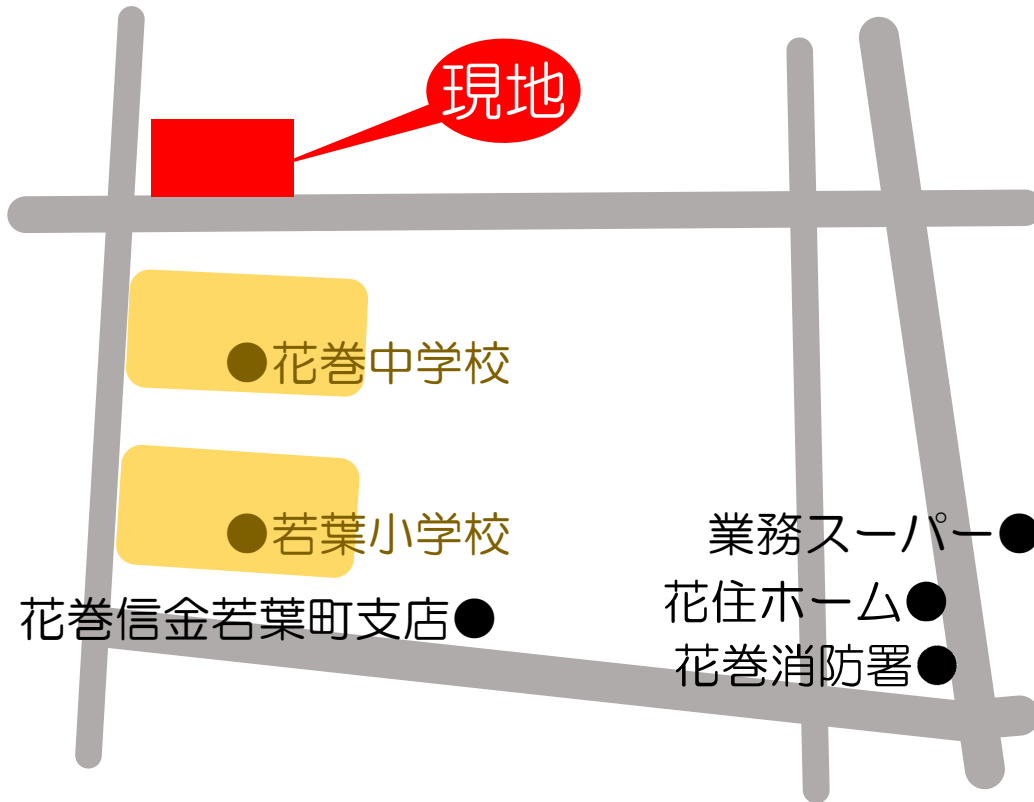 現地
●花巻中学校
●若葉小学校
業務スーパー●
花住ホーム●
花巻信金若葉町支店●
花巻消防署●